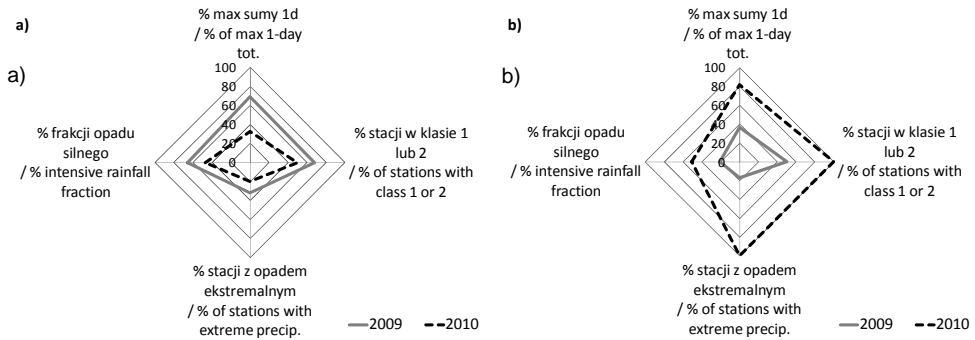 a)
% max sumy 1d
/ % of max 1-day
tot.
a)
100
80
60
40
20
0
% frakcji opadu
silnego
/ % intensive rainfall
fraction
% stacji w klasie 1
lub 2
/ % of stations with
class 1 or 2
% stacji z opadem
ekstremalnym
/ % of stations with
extreme precip.
2009
2010
b)
% max sumy 1d
/ % of max 1-day
tot.
b)
100
80
60
40
20
0
% frakcji opadu
silnego
/ % intensive rainfall
fraction
% stacji w klasie 1
lub 2
/ % of stations with
class 1 or 2
% stacji z opadem
ekstremalnym
/ % of stations with
extreme precip.
2009
2010